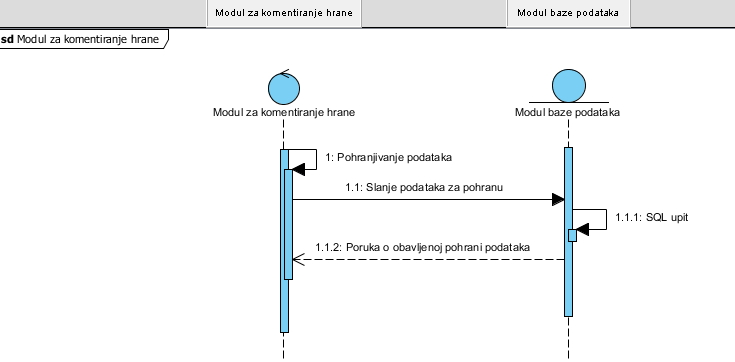 Modul za komentiranje hrane
Modul baze podataka
sd Modul za komentiranje hrane
Modul za komentiranje hrane
Modul baze podataka
1: Pohranjivanje podataka
1.1: Slanje podataka za pohranu
1.1.1: SQL upit
1.1.2: Poruka o obavljenoj pohrani podataka